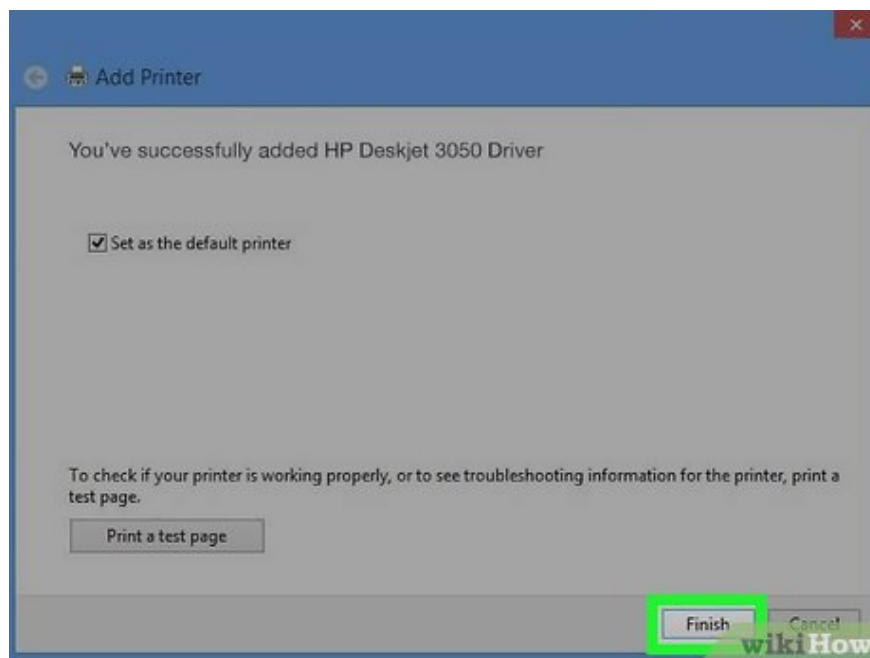 Add Printer
You've successfully added HP Deskjet 3050 Driver
Set as the default printer
To check if your printer is working properly, or to see troubleshooting information for the printer, print a
test page.
Print a test page
Finish
Cancel
wikiHow